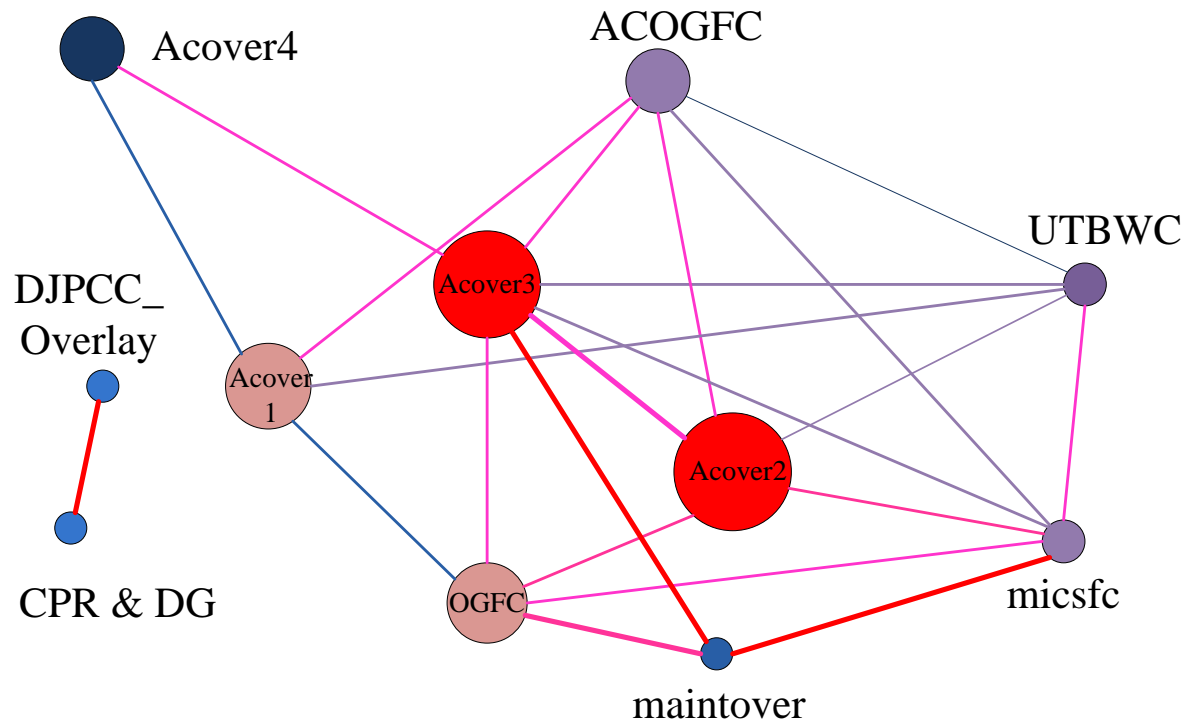 Acover4
ACOGFC
UTBWC
Acover3
DJPCC_
Overlay
Acover
1
Acover2
CPR & DG
OGFC
micsfc
maintover